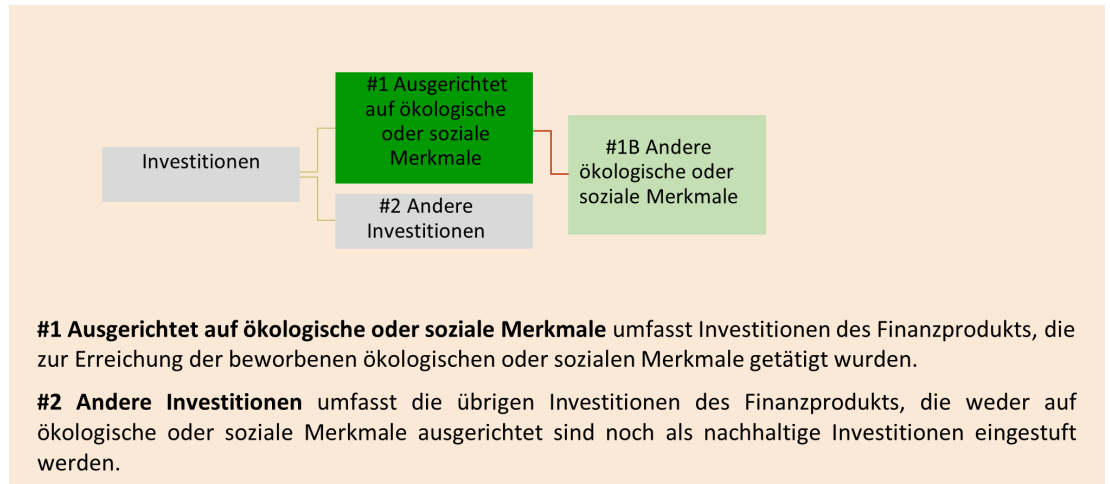 #1 Ausgerichtet
auf ökologische
oder soziale
Merkmale
Investitionen
#1B Andere
ökologische oder
soziale Merkmale
#2 Andere
Investitionen
#1 Ausgerichtet auf ökologische oder soziale Merkmale umfasst Investitionen des Finanzprodukts, die
zur Erreichung der beworbenen ökologischen oder sozialen Merkmale getätigt wurden.
#2 Andere Investitionen umfasst die übrigen Investitionen des Finanzprodukts, die weder auf
ökologische oder soziale Merkmale ausgerichtet sind noch als nachhaltige Investitionen eingestuft
werden.